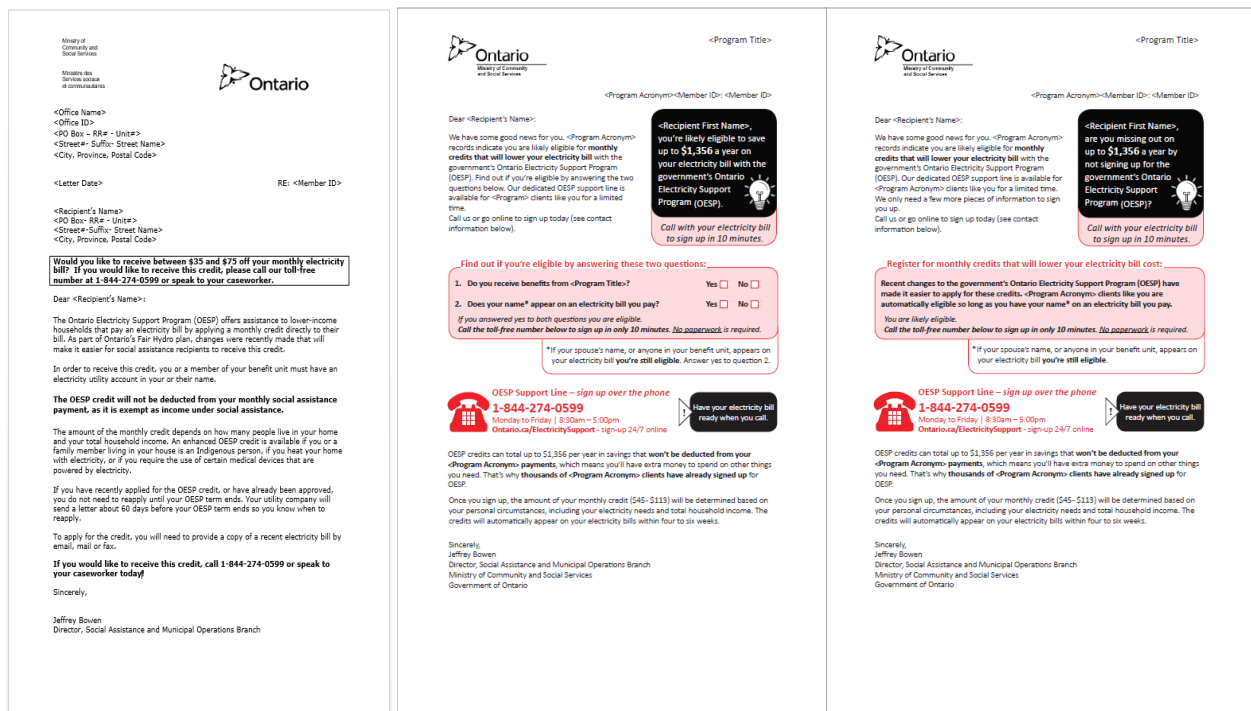 Ministry of
Community and
Social Services
Ministère des
Services sociaux
et communautaires
Ontario
<Office Name>
<Office ID>
<PO Box – RR# - Unit#>
<Street#- Suffix- Street Name>
<City, Province, Postal Code>
<Letter Date>
RE: <Member ID>
<Recipient's Name>
<PO Box- RR# - Unit#>
<Street#-Suffix- Street Name>
<City, Province, Postal Code>
Would you like to receive between $35 and $75 off your monthly electricity
bill? If you would like to receive this credit, please call our toll-free
number at 1-844-274-0599 or speak to your caseworker.
Dear <Recipient's Name>:
The Ontario Electricity Support Program (OESP) offers assistance to lower-income
households that pay an electricity bill by applying a monthly credit directly to their
bill. As part of Ontario's Fair Hydro plan, changes were recently made that will
make it easier for social assistance recipients to receive this credit.
In order to receive this credit, you or a member of your benefit unit must have an
electricity utility account in your or their name.
The OESP credit will not be deducted from your monthly social assistance
payment, as it is exempt as income under social assistance.
The amount of the monthly credit depends on how many people live in your home
and your total household income. An enhanced OESP credit is available if you or a
family member living in your house is an Indigenous person, if you heat your home
with electricity, or if you require the use of certain medical devices that are
powered by electricity.
If you have recently applied for the OESP credit, or have already been approved,
you do not need to reapply until your OESP term ends. Your utility company will
send a letter about 60 days before your OESP term ends so you know when to
reapply.
To apply for the credit, you will need to provide a copy of a recent electricity bill by
email, mail or fax.
If you would like to receive this credit, call 1-844-274-0599 or speak to
your caseworker today!
Sincerely,
Jeffrey Bowen
Director, Social Assistance and Municipal Operations Branch
Ontario
Ministry of Community
and Social Services
<Program Title>
<Program Acronym><Member ID>: <Member ID>
Dear <Recipient's Name>:
We have some good news for you. <Program Acronym>
records indicate you are likely eligible for monthly
credits that will lower your electricity bill with the
government's Ontario Electricity Support Program
(OESP). Find out if you're eligible by answering the two
questions below. Our dedicated OESP support line is
available for <Program> clients like you for a limited
time.
Call us or go online to sign up today (see contact
information below).
<Recipient First Name>,
you're likely eligible to save
up to $1,356 a year on
your electricity bill with the
government's Ontario
Electricity Support
Program (OESP).
Call with your electricity bill
to sign up in 10 minutes.
Find out if you're eligible by answering these two questions:
1. Do you receive benefits from <Program Title>? Yes No
2. Does your name* appear on an electricity bill you pay? Yes No
If you answered yes to both questions you are eligible.
Call the toll-free number below to sign up in only 10 minutes. No paperwork is required.
*If your spouse's name, or anyone in your benefit unit, appears on
your electricity bill you're still eligible. Answer yes to question 2.
OESP Support Line – sign up over the phone
1-844-274-0599
Monday to Friday | 8:30am – 5:00pm
Ontario.ca/ElectricitySupport - sign-up 24/7 online
! Have your electricity bill
ready when you call.
OESP credits can total up to $1,356 per year in savings that won't be deducted from your
<Program Acronym> payments, which means you'll have extra money to spend on other things
you need. That's why thousands of <Program Acronym> clients have already signed up for
OESP.
Once you sign up, the amount of your monthly credit ($45- $113) will be determined based on
your personal circumstances, including your electricity needs and total household income. The
credits will automatically appear on your electricity bills within four to six weeks.
Sincerely,
Jeffrey Bowen
Director, Social Assistance and Municipal Operations Branch
Ministry of Community and Social Services
Government of Ontario
Ontario
Ministry of Community
and Social Services
<Program Title>
<Program Acronym><Member ID>: <Member ID>
Dear <Recipient's Name>:
We have some good news for you. <Program Acronym>
records indicate you are likely eligible for monthly
credits that will lower your electricity bill with the
government's Ontario Electricity Support Program
(OESP). Our dedicated OESP support line is available for
<Program Acronym> clients like you for a limited time.
We only need a few more pieces of information to sign
you up.
Call us or go online to sign up today (see contact
information below).
<Recipient First Name>,
are you missing out on
up to $1,356 a year by
not signing up for the
government's Ontario
Electricity Support
Program (OESP)?
Call with your electricity bill
to sign up in 10 minutes.
Register for monthly credits that will lower your electricity bill cost:
Recent changes to the government's Ontario Electricity Support Program (OESP) have
made it easier to apply for these credits. <Program Acronym> clients like you are
automatically eligible so long as you have your name* on an electricity bill you pay.
You are likely eligible.
Call the toll-free number below to sign up in only 10 minutes. No paperwork is required.
*If your spouse's name, or anyone in your benefit unit, appears on
your electricity bill you're still eligible.
OESP Support Line – sign up over the phone
1-844-274-0599
Monday to Friday | 8:30am – 5:00pm
Ontario.ca/ElectricitySupport - sign-up 24/7 online
! Have your electricity bill
ready when you call.
OESP credits can total up to $1,356 per year in savings that won't be deducted from your
<Program Acronym> payments, which means you'll have extra money to spend on other things
you need. That's why thousands of <Program Acronym> clients have already signed up for
OESP.
Once you sign up, the amount of your monthly credit ($45- $113) will be determined based on
your personal circumstances, including your electricity needs and total household income. The
credits will automatically appear on your electricity bills within four to six weeks.
Sincerely,
Jeffrey Bowen
Director, Social Assistance and Municipal Operations Branch
Ministry of Community and Social Services
Government of Ontario